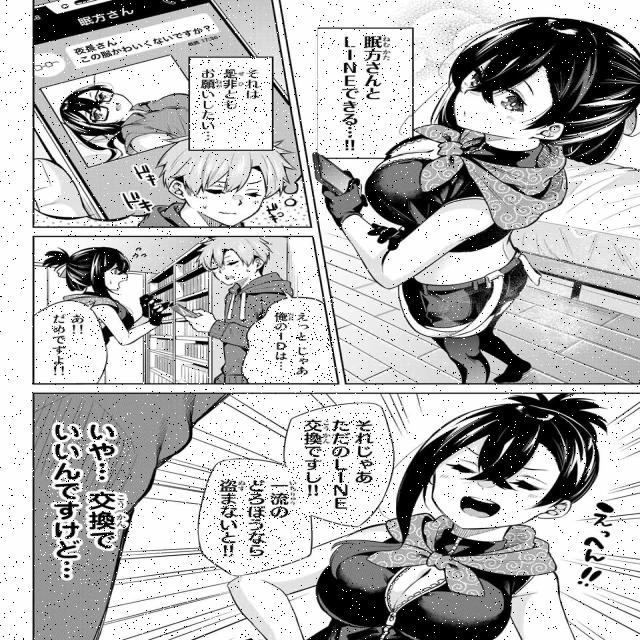 眠方さんと
LINEできる…!!
眠方さん
夜長さん
この服かわいくないですか?
それは
是非とも
お願いしたい…
ドキ
ドキ
えっと じゃあ
俺のIDは…
あ!!
だめですよ!!
それじゃあ
ただのLINE
交換ですし!!
一流の
どろぼうなら
盗まないと!!
えっへん!!
いや… 交換で
いいんですけど…